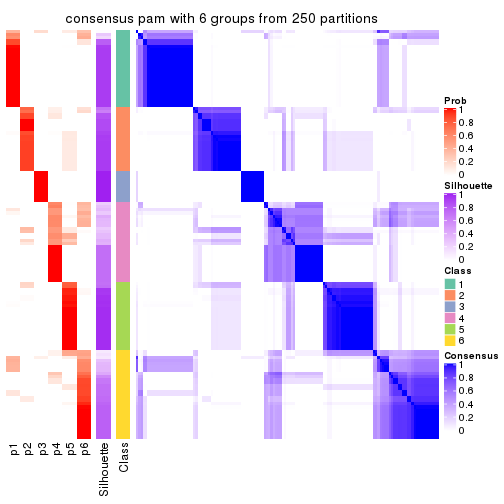 consensus pam with 6 groups from 250 partitions
Prob
1
0.8
0.6
0.4
0.2
0
Silhouette
1
0.8
0.6
0.4
0.2
0
Class
1
2
3
4
5
6
Consensus
1
0.8
0.6
0.4
0.2
0
p1
p2
p3
p4
p5
p6
Silhouette
Class